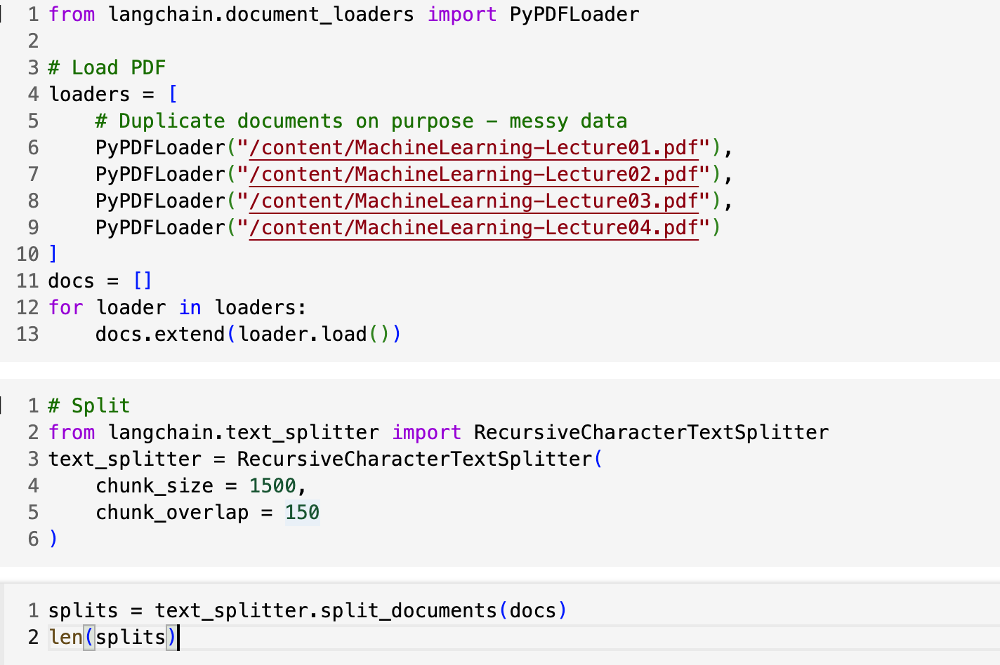 1 from langchain.document_loaders import PyPDFLoader
2
3 # Load PDF
4 loaders = [
5     # Duplicate documents on purpose - messy data
6     PyPDFLoader("/content/MachineLearning-Lecture01.pdf"),
7     PyPDFLoader("/content/MachineLearning-Lecture02.pdf"),
8     PyPDFLoader("/content/MachineLearning-Lecture03.pdf"),
9     PyPDFLoader("/content/MachineLearning-Lecture04.pdf")
10 ]
11 docs = []
12 for loader in loaders:
13     docs.extend(loader.load())
1 # Split
2 from langchain.text_splitter import RecursiveCharacterTextSplitter
3 text_splitter = RecursiveCharacterTextSplitter(
4     chunk_size = 1500,
5     chunk_overlap = 150
6 )
1 splits = text_splitter.split_documents(docs)
2 len(splits)